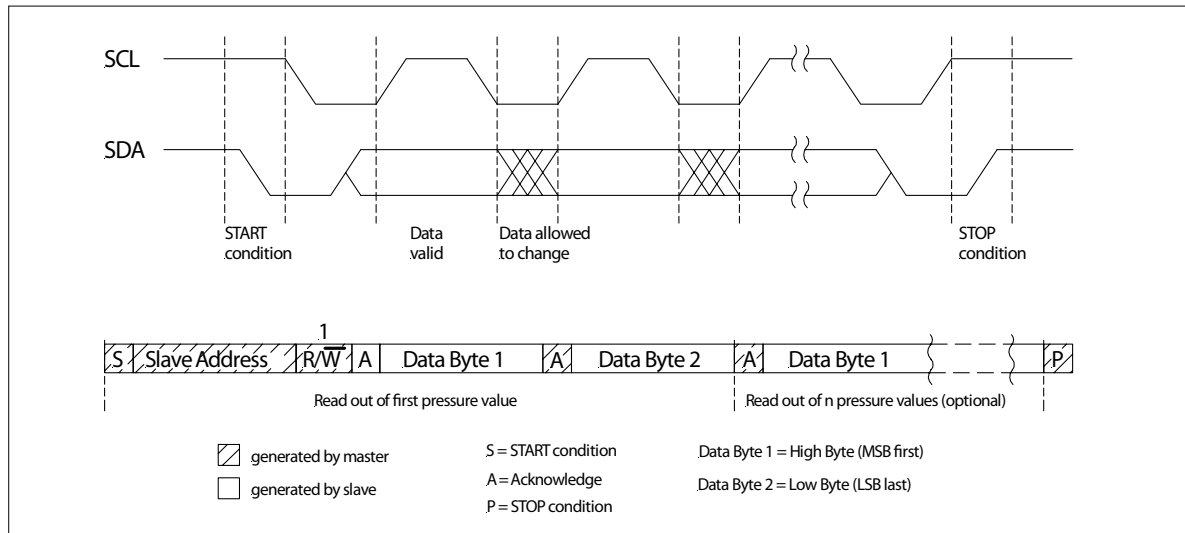 SCL
SDA
START
condition
Data
valid
Data allowed
to change
STOP
condition
1
S Slave Address R/W̅ A Data Byte 1 A Data Byte 2 A Data Byte 1 P
Read out of first pressure value
Read out of n pressure values (optional)
generated by master
generated by slave
S = START condition
A = Acknowledge
P = STOP condition
Data Byte 1 = High Byte (MSB first)
Data Byte 2 = Low Byte (LSB last)